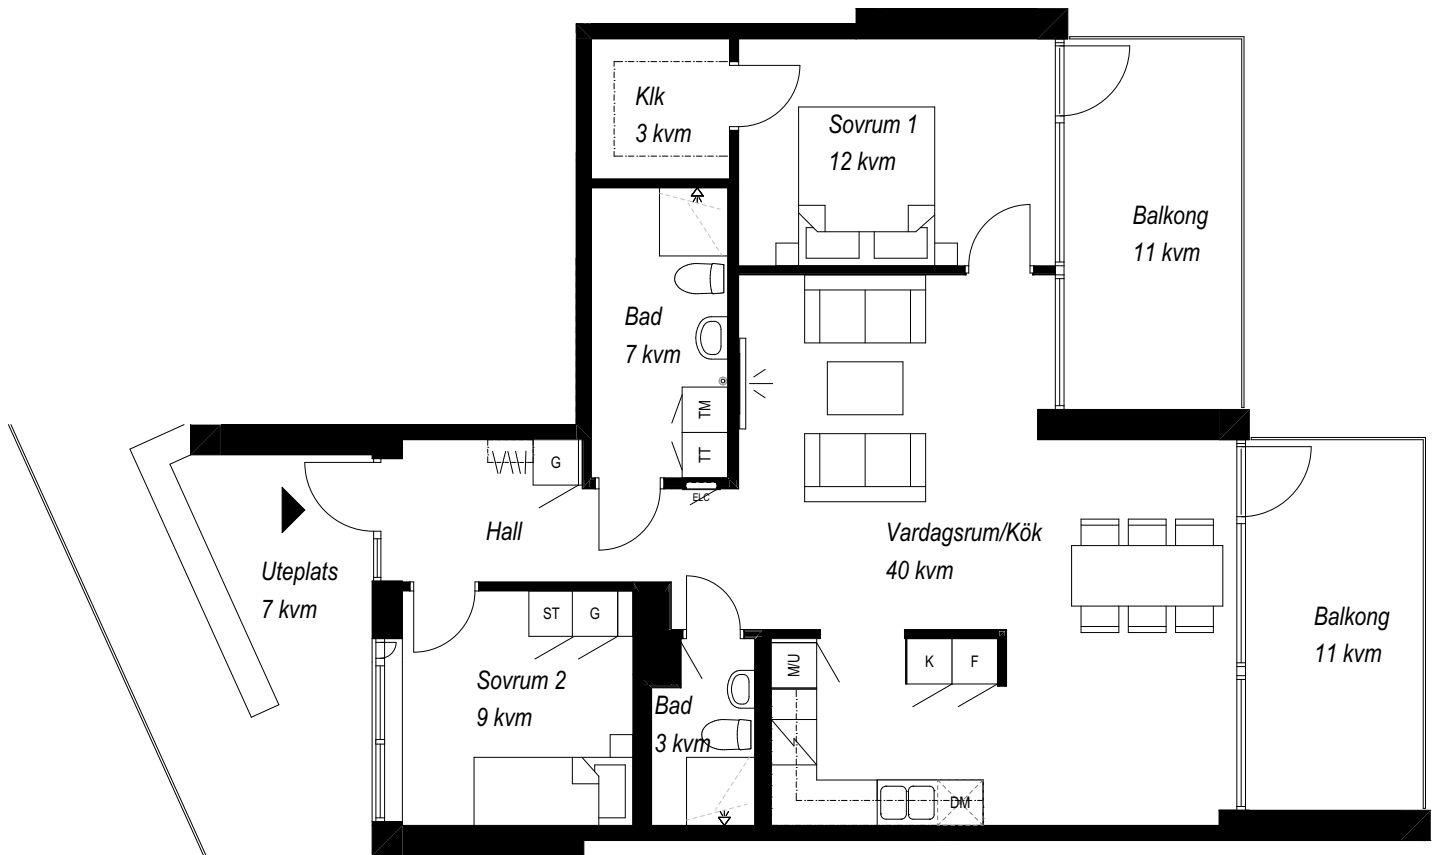 Klk
3 kvm
Sovrum 1
12 kvm
Balkong
11 kvm
Bad
7 kvm
TM
TT
ELC
G
Hall
Uteplats
7 kvm
Vardagsrum/Kök
40 kvm
ST
G
Sovrum 2
9 kvm
Bad
3 kvm
M/U
K
F
DM
Balkong
11 kvm